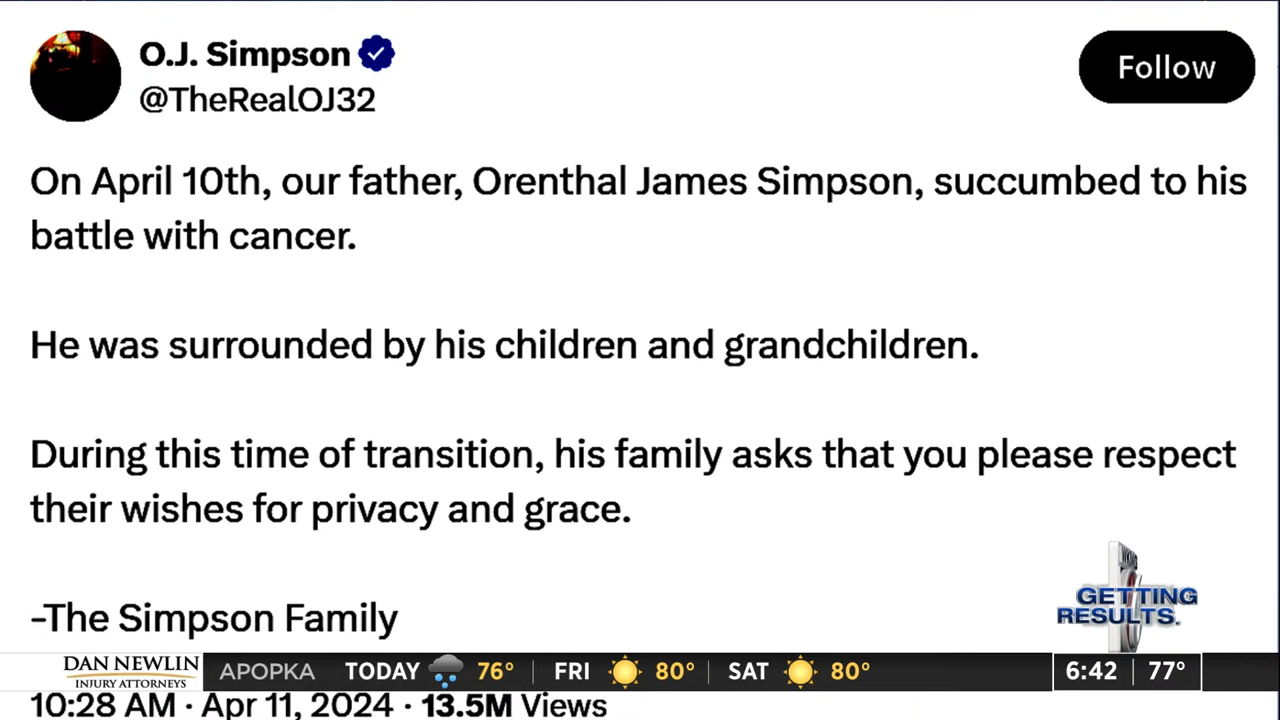 O.J. Simpson
@TheRealOJ32
Follow
On April 10th, our father, Orenthal James Simpson, succumbed to his
battle with cancer.
He was surrounded by his children and grandchildren.
During this time of transition, his family asks that you please respect
their wishes for privacy and grace.
-The Simpson Family
GETTING
RESULTS.
DAN NEWLIN
INJURY ATTORNEYS
APOPKA TODAY 76° FRI 80° SAT 80° 6:42 77°
10:28 AM · Apr 11, 2024 · 13.5M Views